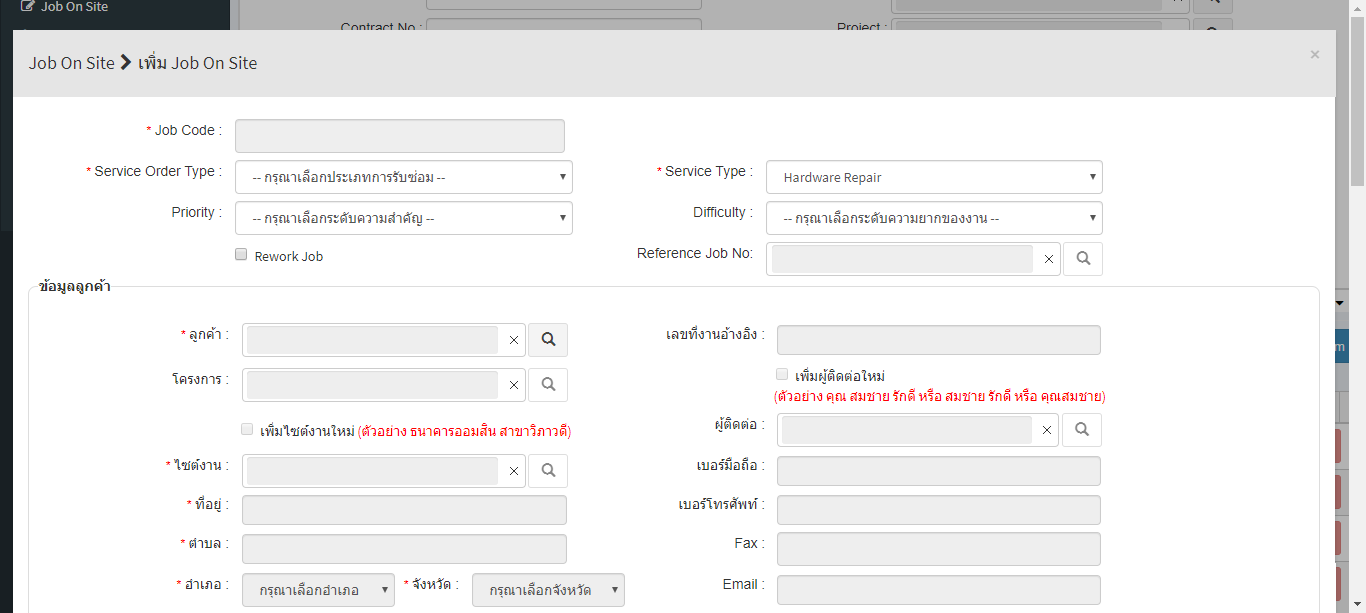 Job On Site
Contract No :
Project :
Job On Site > เพิ่ม Job On Site
×
* Job Code :
* Service Order Type :
-- กรุณาเลือกประเภทการรับซ่อม --
* Service Type :
Hardware Repair
Priority :
-- กรุณาเลือกระดับความสำคัญ --
Difficulty :
-- กรุณาเลือกระดับความยากของงาน --
Rework Job
Reference Job No:
ข้อมูลลูกค้า
* ลูกค้า :
เลขที่งานอ้างอิง :
โครงการ :
เพิ่มผู้ติดต่อใหม่
(ตัวอย่าง คุณ สมชาย รักดี หรือ สมชาย รักดี หรือ คุณสมชาย)
เพิ่มไซต์งานใหม่ (ตัวอย่าง ธนาคารออมสิน สาขาวิภาวดี)
ผู้ติดต่อ :
* ไซต์งาน :
เบอร์มือถือ :
* ที่อยู่ :
เบอร์โทรศัพท์ :
* ตำบล :
Fax :
* อำเภอ :
กรุณาเลือกอำเภอ
* จังหวัด :
กรุณาเลือกจังหวัด
Email :